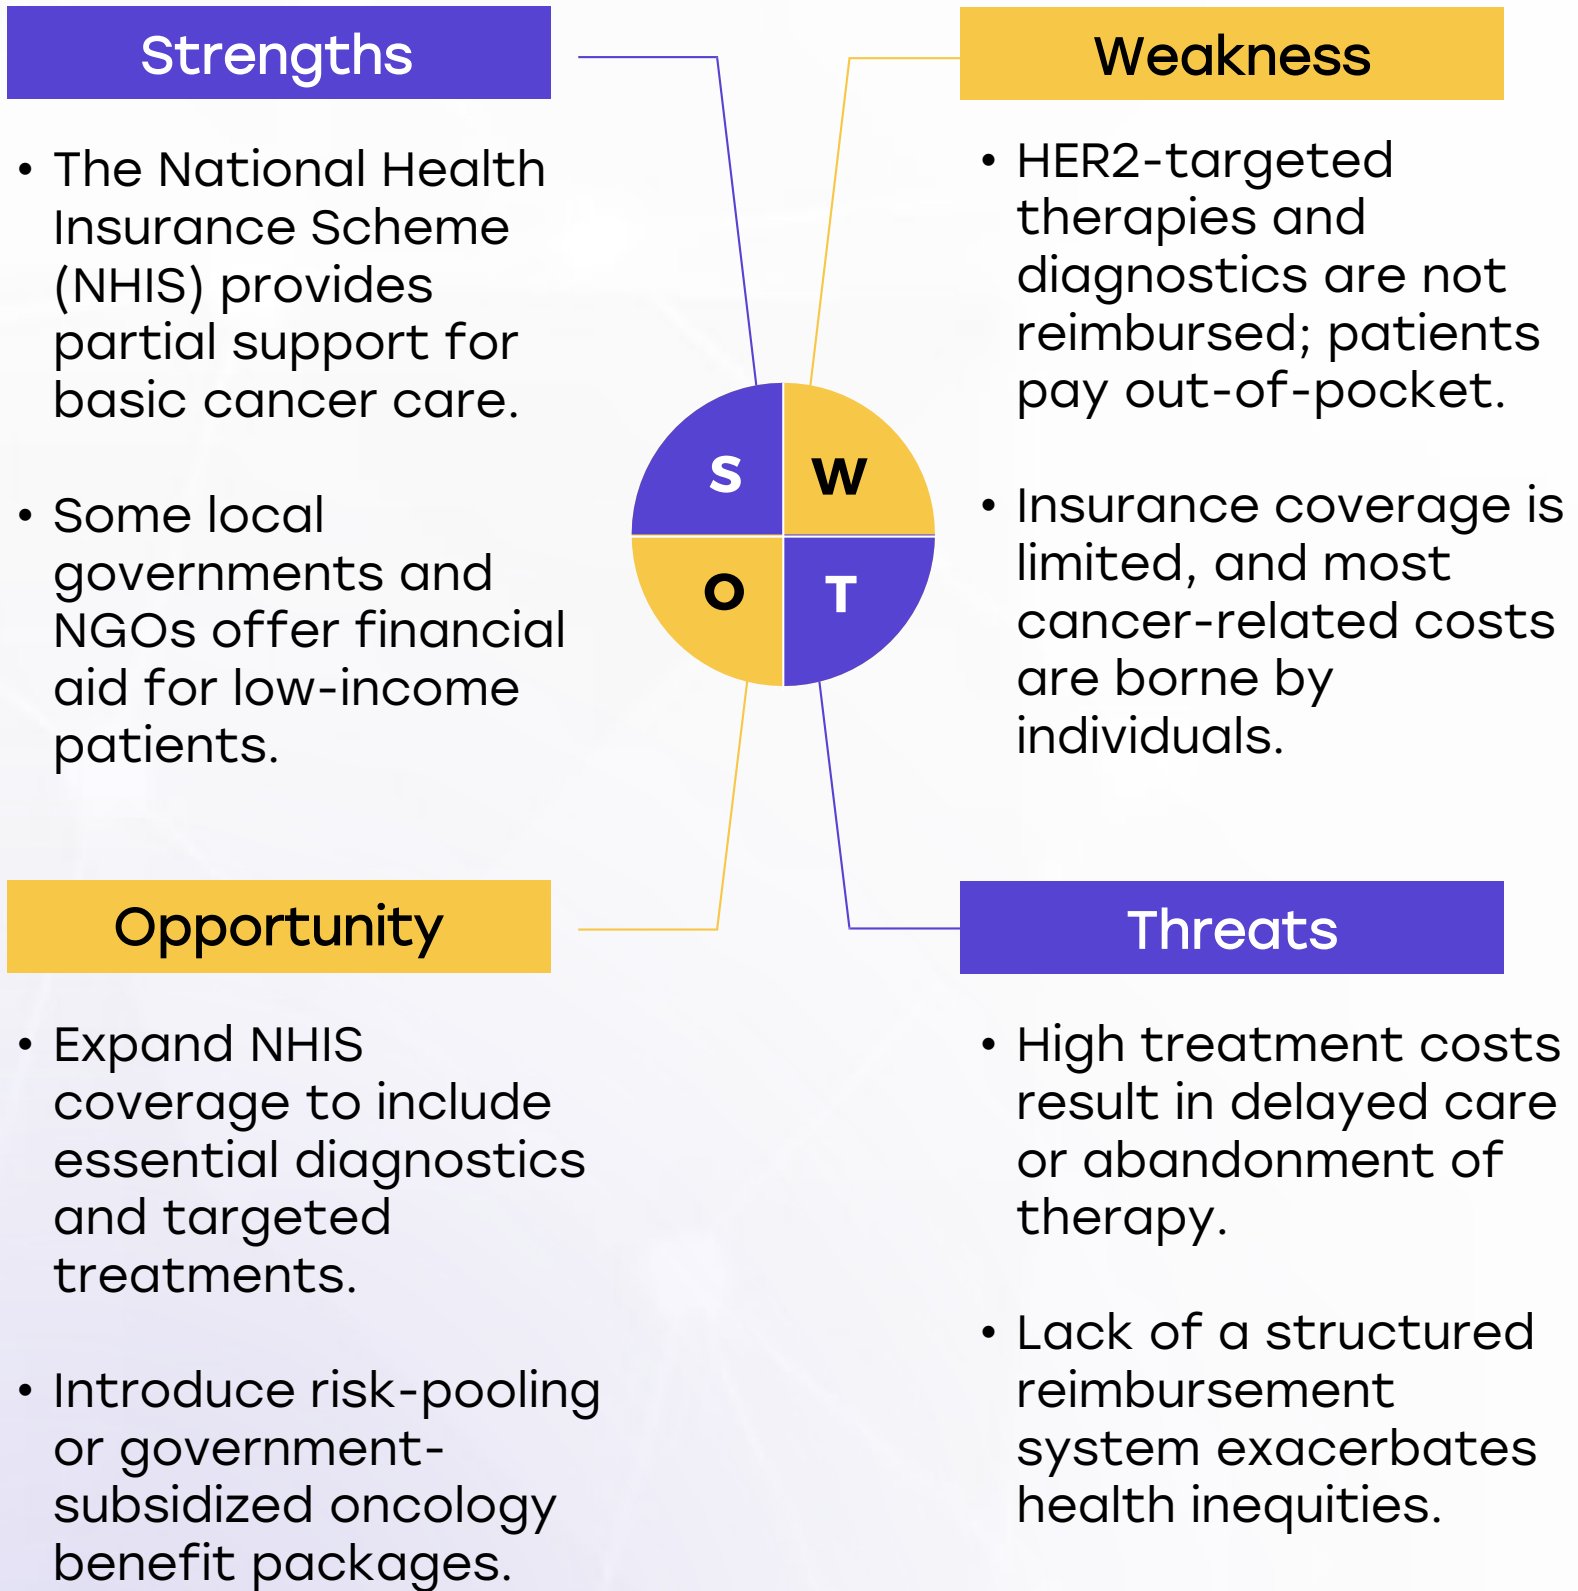 Strengths
• The National Health
Insurance Scheme
(NHIS) provides
partial support for
basic cancer care.
• Some local
governments and
NGOs offer financial
aid for low-income
patients.
Weakness
• HER2-targeted
therapies and
diagnostics are not
reimbursed; patients
pay out-of-pocket.
• Insurance coverage is
limited, and most
cancer-related costs
are borne by
individuals.
S
W
O
T
Opportunity
• Expand NHIS
coverage to include
essential diagnostics
and targeted
treatments.
• Introduce risk-pooling
or government-
subsidized oncology
benefit packages.
Threats
• High treatment costs
result in delayed care
or abandonment of
therapy.
• Lack of a structured
reimbursement
system exacerbates
health inequities.